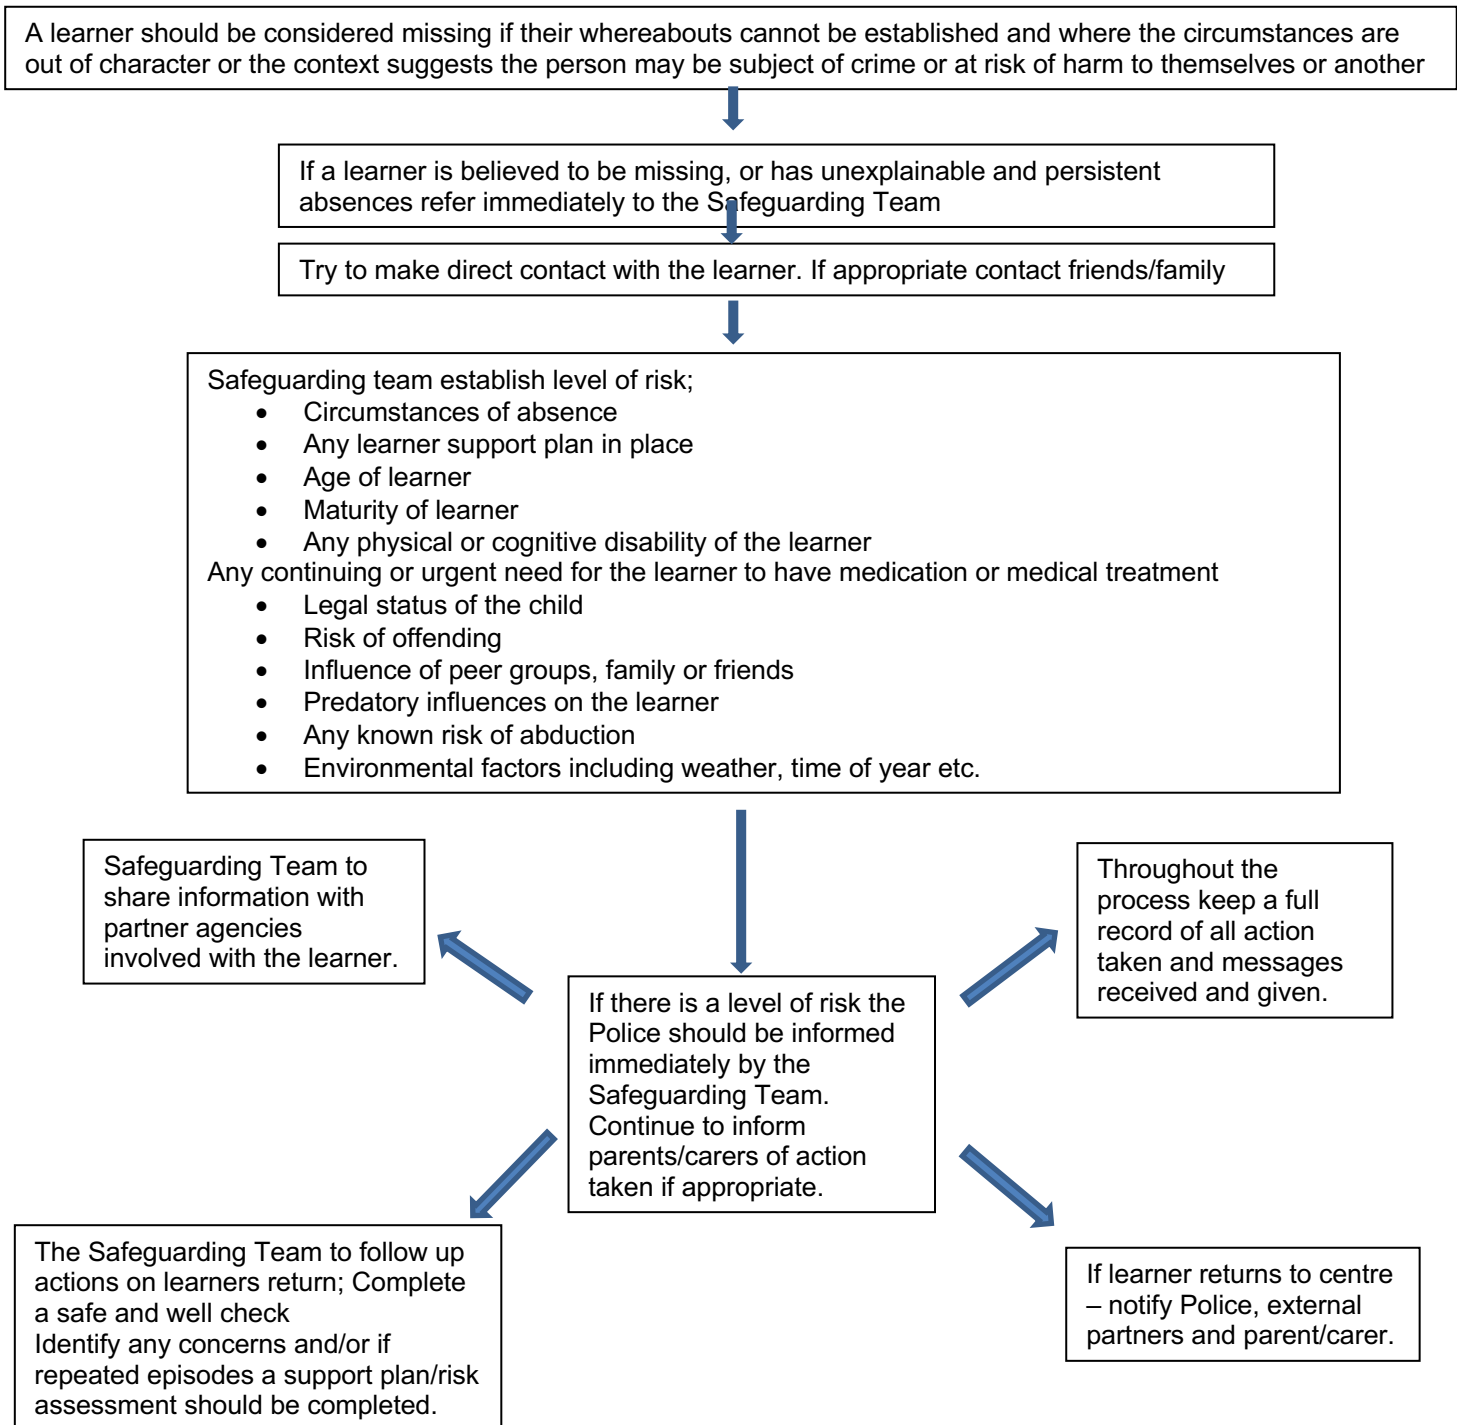 A learner should be considered missing if their whereabouts cannot be established and where the circumstances are
out of character or the context suggests the person may be subject of crime or at risk of harm to themselves or another
If a learner is believed to be missing, or has unexplainable and persistent
absences refer immediately to the Safeguarding Team
Try to make direct contact with the learner. If appropriate contact friends/family
Safeguarding team establish level of risk;
• Circumstances of absence
• Any learner support plan in place
• Age of learner
• Maturity of learner
• Any physical or cognitive disability of the learner
Any continuing or urgent need for the learner to have medication or medical treatment
• Legal status of the child
• Risk of offending
• Influence of peer groups, family or friends
• Predatory influences on the learner
• Any known risk of abduction
• Environmental factors including weather, time of year etc.
Safeguarding Team to
share information with
partner agencies
involved with the learner.
Throughout the
process keep a full
record of all action
taken and messages
received and given.
If there is a level of risk the
Police should be informed
immediately by the
Safeguarding Team.
Continue to inform
parents/carers of action
taken if appropriate.
The Safeguarding Team to follow up
actions on learners return; Complete
a safe and well check
Identify any concerns and/or if
repeated episodes a support plan/risk
assessment should be completed.
If learner returns to centre
– notify Police, external
partners and parent/carer.